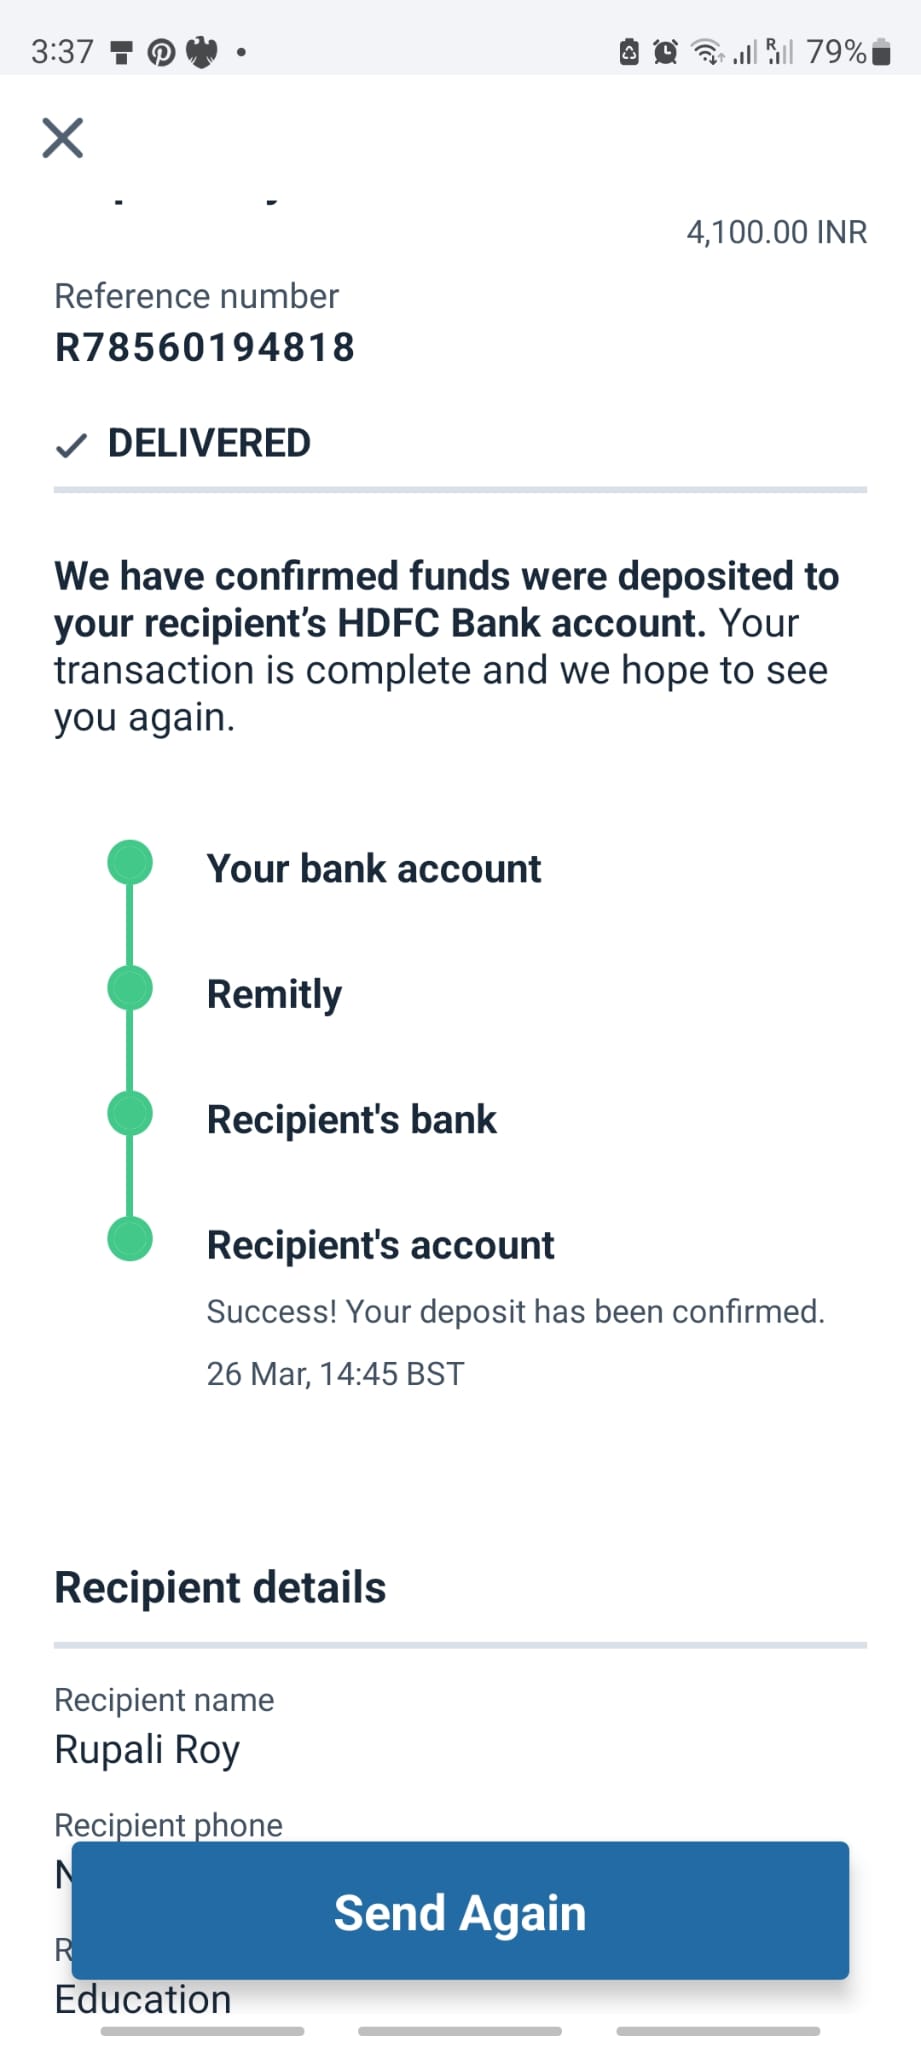 3:37
R
79%
4,100.00 INR
Reference number
R78560194818
DELIVERED
We have confirmed funds were deposited to
your recipient’s HDFC Bank account. Your
transaction is complete and we hope to see
you again.
Your bank account
Remitly
Recipient's bank
Recipient's account
Success! Your deposit has been confirmed.
26 Mar, 14:45 BST
Recipient details
Recipient name
Rupali Roy
Recipient phone
Send Again
Education